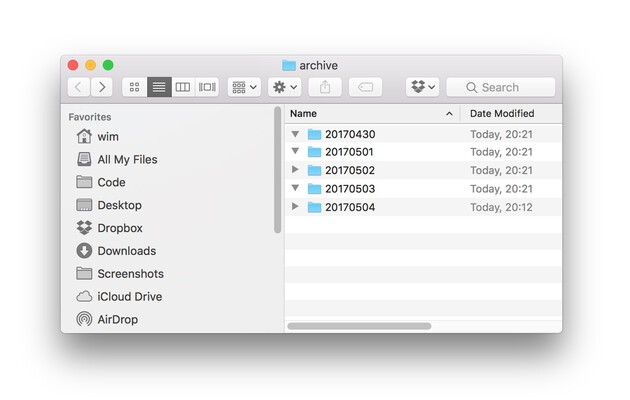 archive
Search
Favorites
wim
All My Files
Code
Desktop
Dropbox
Downloads
Screenshots
iCloud Drive
AirDrop
Name Date Modified
20170430 Today, 20:21
20170501 Today, 20:21
20170502 Today, 20:21
20170503 Today, 20:21
20170504 Today, 20:12